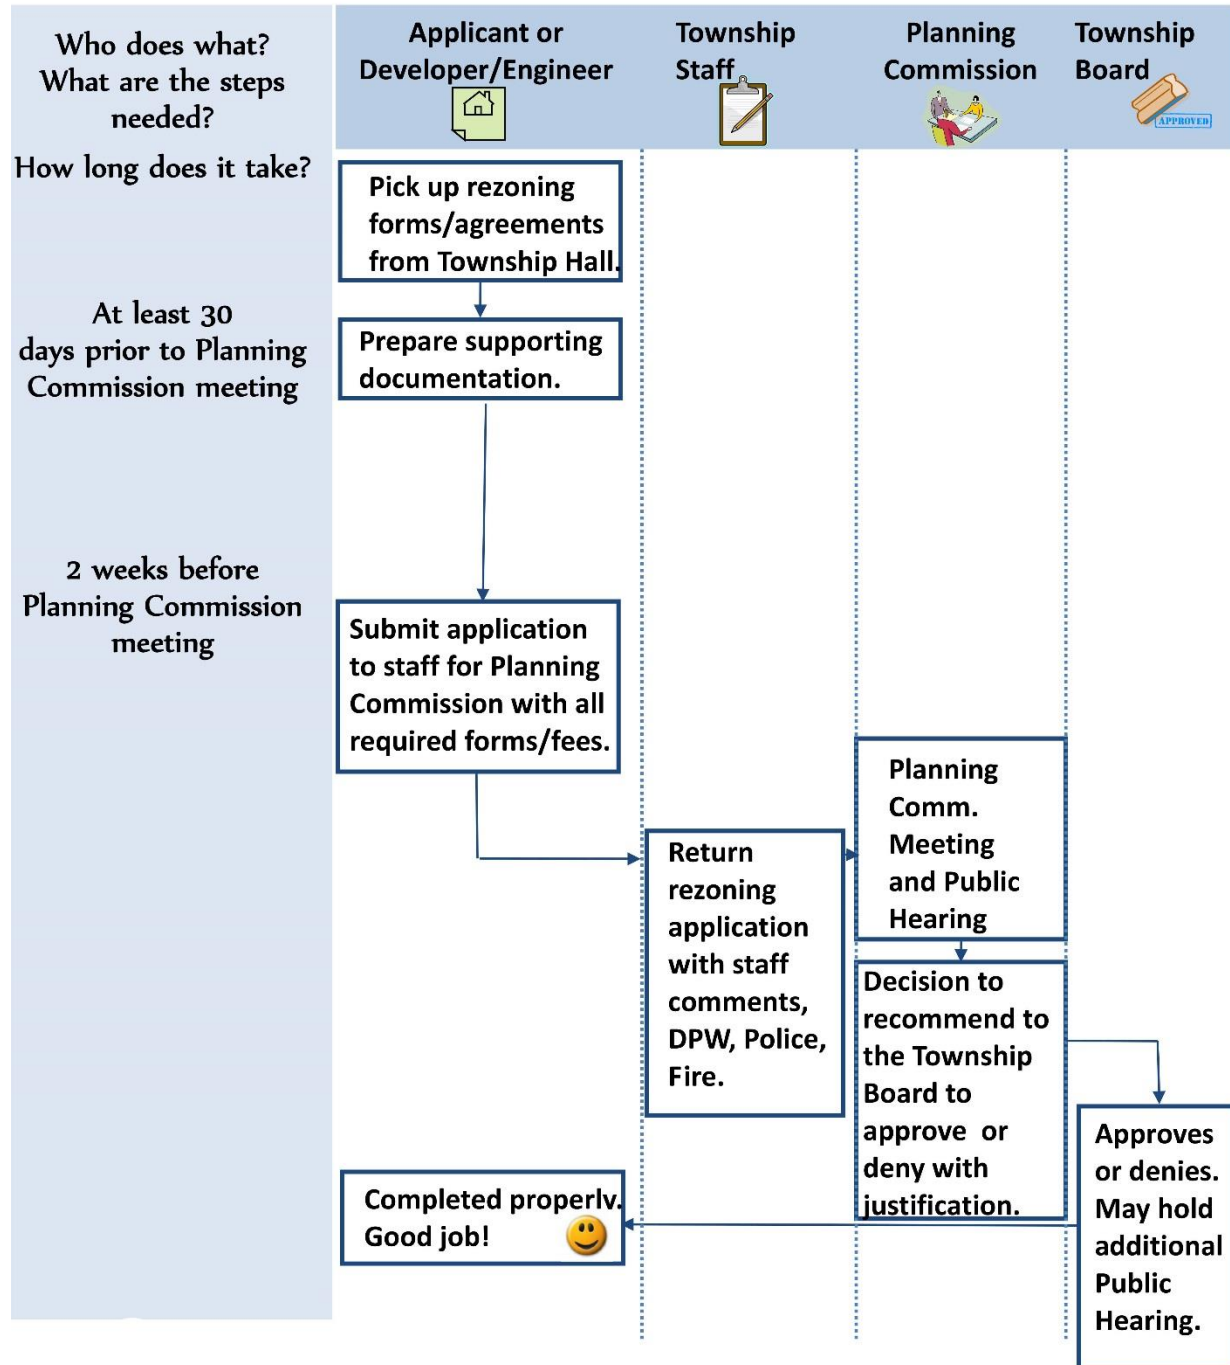 Who does what?
What are the steps
needed?
How long does it take?
Applicant or
Developer/Engineer
Township
Staff
Planning
Commission
Township
Board
APPROVED
Pick up rezoning
forms/agreements
from Township Hall.
At least 30
days prior to Planning
Commission meeting
Prepare supporting
documentation.
2 weeks before
Planning Commission
meeting
Submit application
to staff for Planning
Commission with all
required forms/fees.
Return
rezoning
application
with staff
comments,
DPW, Police,
Fire.
Planning
Comm.
Meeting
and Public
Hearing
Decision to
recommend to
the Township
Board to
approve or
deny with
justification.
Approves
or denies.
May hold
additional
Public
Hearing.
Completed properly.
Good job!